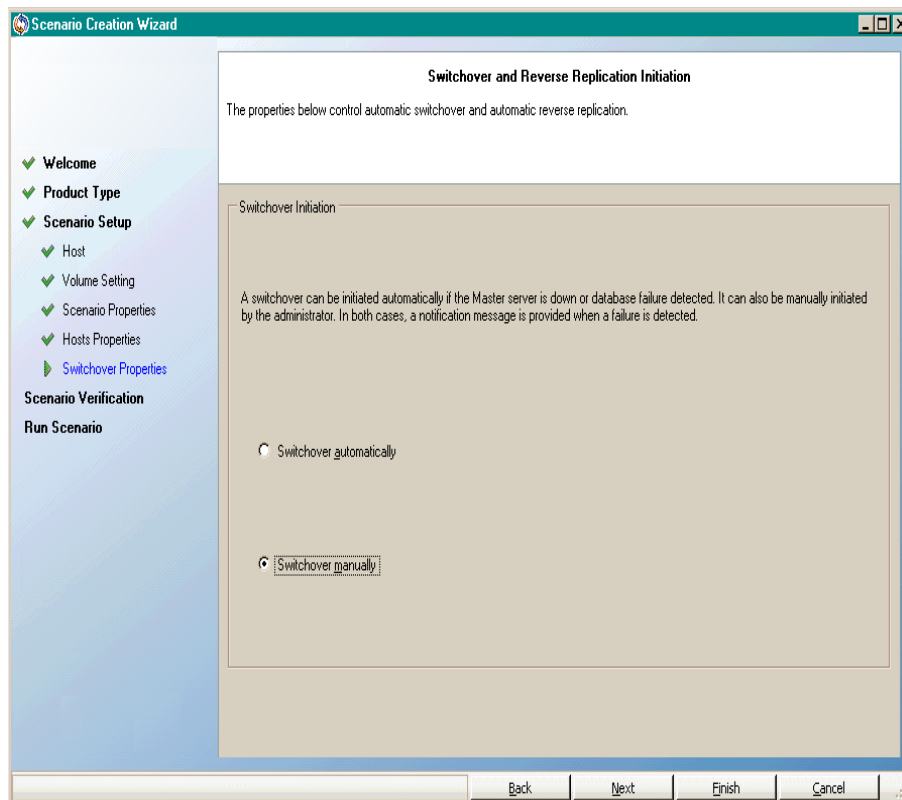 Scenario Creation Wizard
Switchover and Reverse Replication Initiation
The properties below control automatic switchover and automatic reverse replication.
Welcome
Product Type
Scenario Setup
Host
Volume Setting
Scenario Properties
Hosts Properties
Switchover Properties
Scenario Verification
Run Scenario
Switchover Initiation
A switchover can be initiated automatically if the Master server is down or database failure detected. It can also be manually initiated
by the administrator. In both cases, a notification message is provided when a failure is detected.
Switchover automatically
Switchover manually
Back Next Finish Cancel